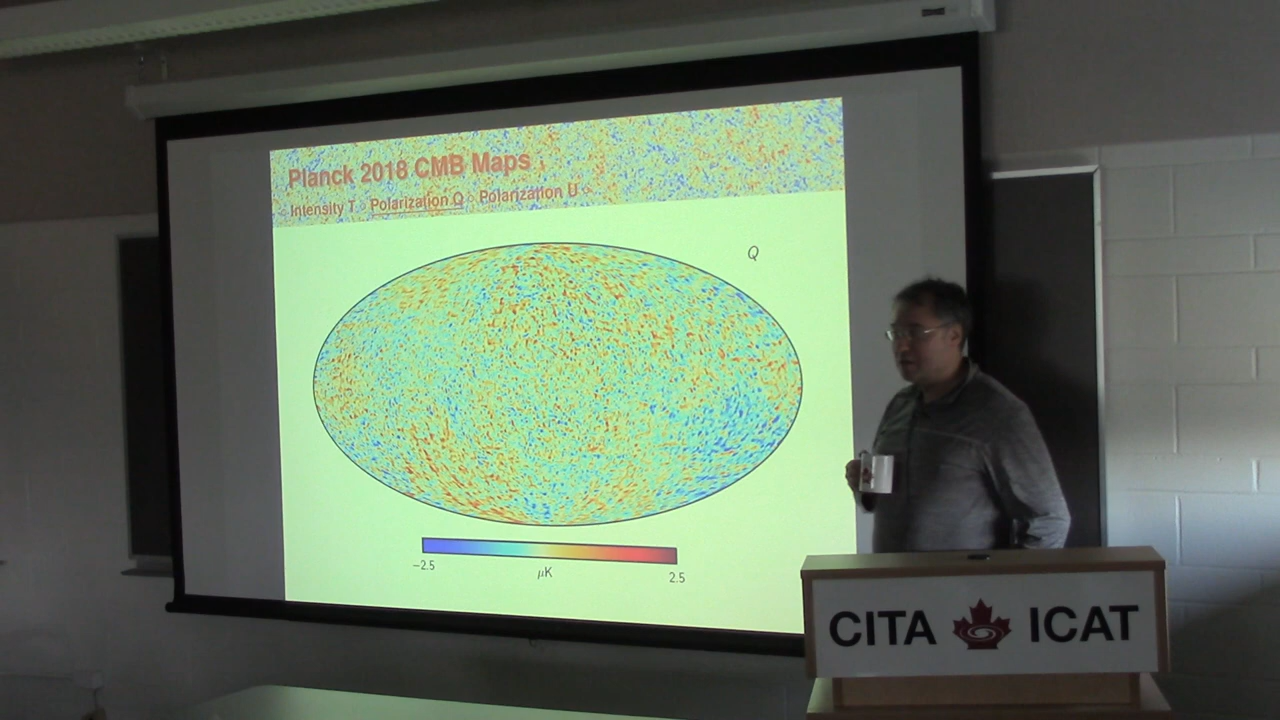 Planck 2018 CMB Maps
Intensity T ◦ Polarization Q ◦ Polarization U ◦
Q
−2.5
μK
2.5
CITA ICAT